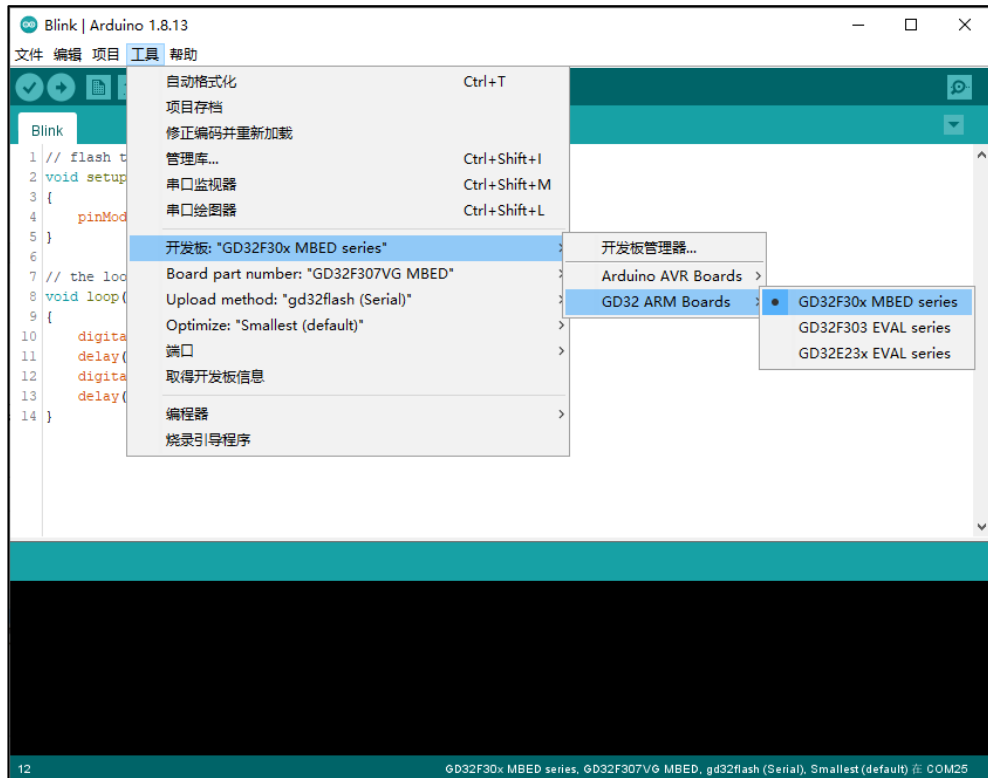 Blink | Arduino 1.8.13
文件 编辑 项目 工具 帮助
自动格式化 Ctrl+T
项目存档
修正编码并重新加载
管理库... Ctrl+Shift+I
串口监视器 Ctrl+Shift+M
串口绘图器 Ctrl+Shift+L
开发板: "GD32F30x MBED series"
Board part number: "GD32F307VG MBED"
Upload method: "gd32flash (Serial)"
Optimize: "Smallest (default)"
端口
取得开发板信息
编程器
烧录引导程序
开发板管理器...
Arduino AVR Boards
GD32 ARM Boards
GD32F30x MBED series
GD32F303 EVAL series
GD32E23x EVAL series
Blink
1 // flash t
2 void setup
3 {
4 pinMod
5 }
6
7 // the loo
8 void loop(
9 {
10 digita
11 delay(
12 digita
13 delay(
14 }
12 GD32F30x MBED series, GD32F307VG MBED, gd32flash (Serial), Smallest (default) 在 COM25